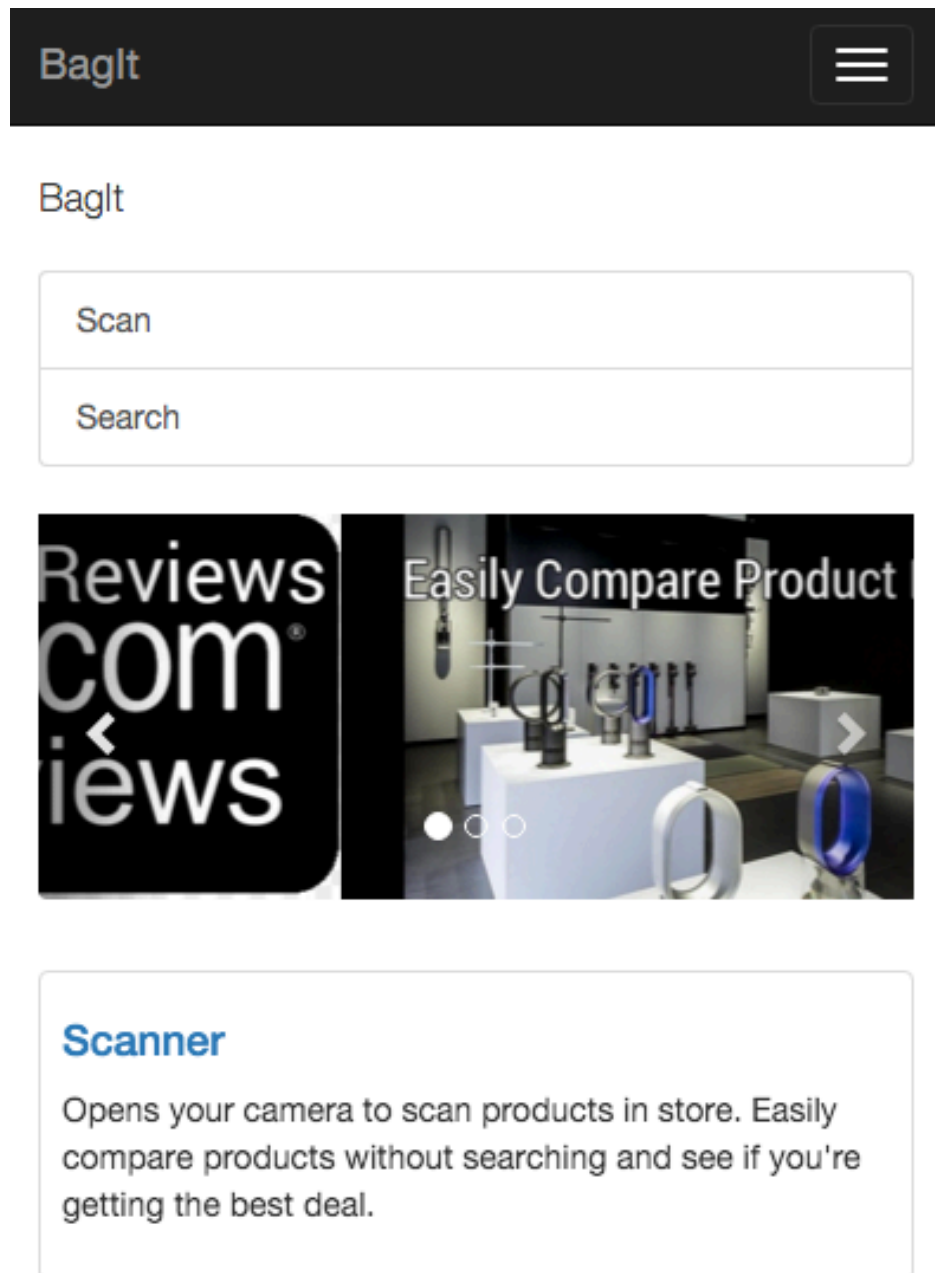 BagIt
BagIt
Scan
Search
Reviews
com®
views
Easily Compare Product
Scanner
Opens your camera to scan products in store. Easily
compare products without searching and see if you're
getting the best deal.